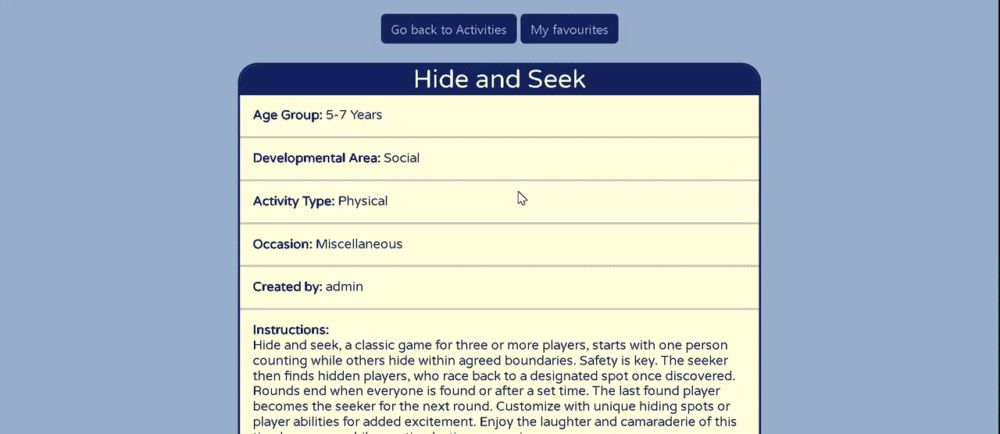 Go back to Activities
My favourites
Hide and Seek
Age Group: 5-7 Years
Developmental Area: Social
Activity Type: Physical
Occasion: Miscellaneous
Created by: admin
Instructions:
Hide and seek, a classic game for three or more players, starts with one person
counting while others hide within agreed boundaries. Safety is key. The seeker
then finds hidden players, who race back to a designated spot once discovered.
Rounds end when everyone is found or after a set time. The last found player
becomes the seeker for the next round. Customize with unique hiding spots or
player abilities for added excitement. Enjoy the laughter and camaraderie of this